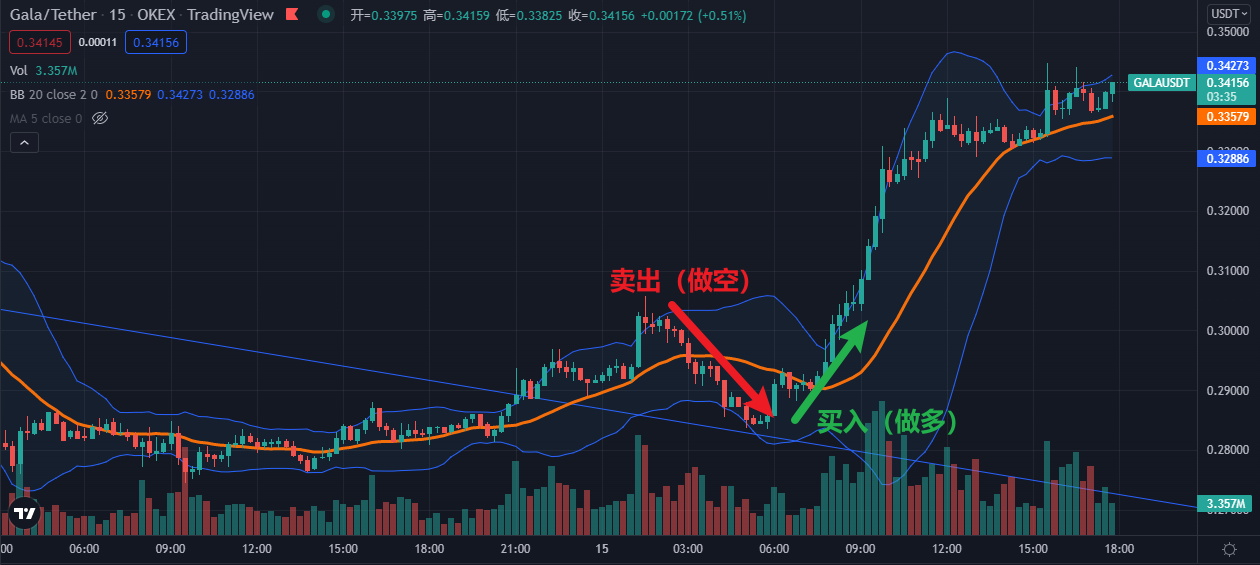 Gala/Tether · 15 · OKEX · TradingView 开=0.33975 高=0.34159 低=0.33825 收=0.34156 +0.00172 (+0.51%)
USDT
0.34145 0.00011 0.34156
Vol 3.357M
BB 20 close 2 0 0.33579 0.34273 0.32886
MA 5 close 0
0.35000
0.34273
GALAUSDT 0.34156
03:35
0.33579
0.32886
0.32000
0.31000
0.30000
0.29000
0.28000
3.357M
卖出（做空）
买入（做多）
06:00 09:00 12:00 15:00 18:00 21:00 15 03:00 06:00 09:00 12:00 15:00 18:00